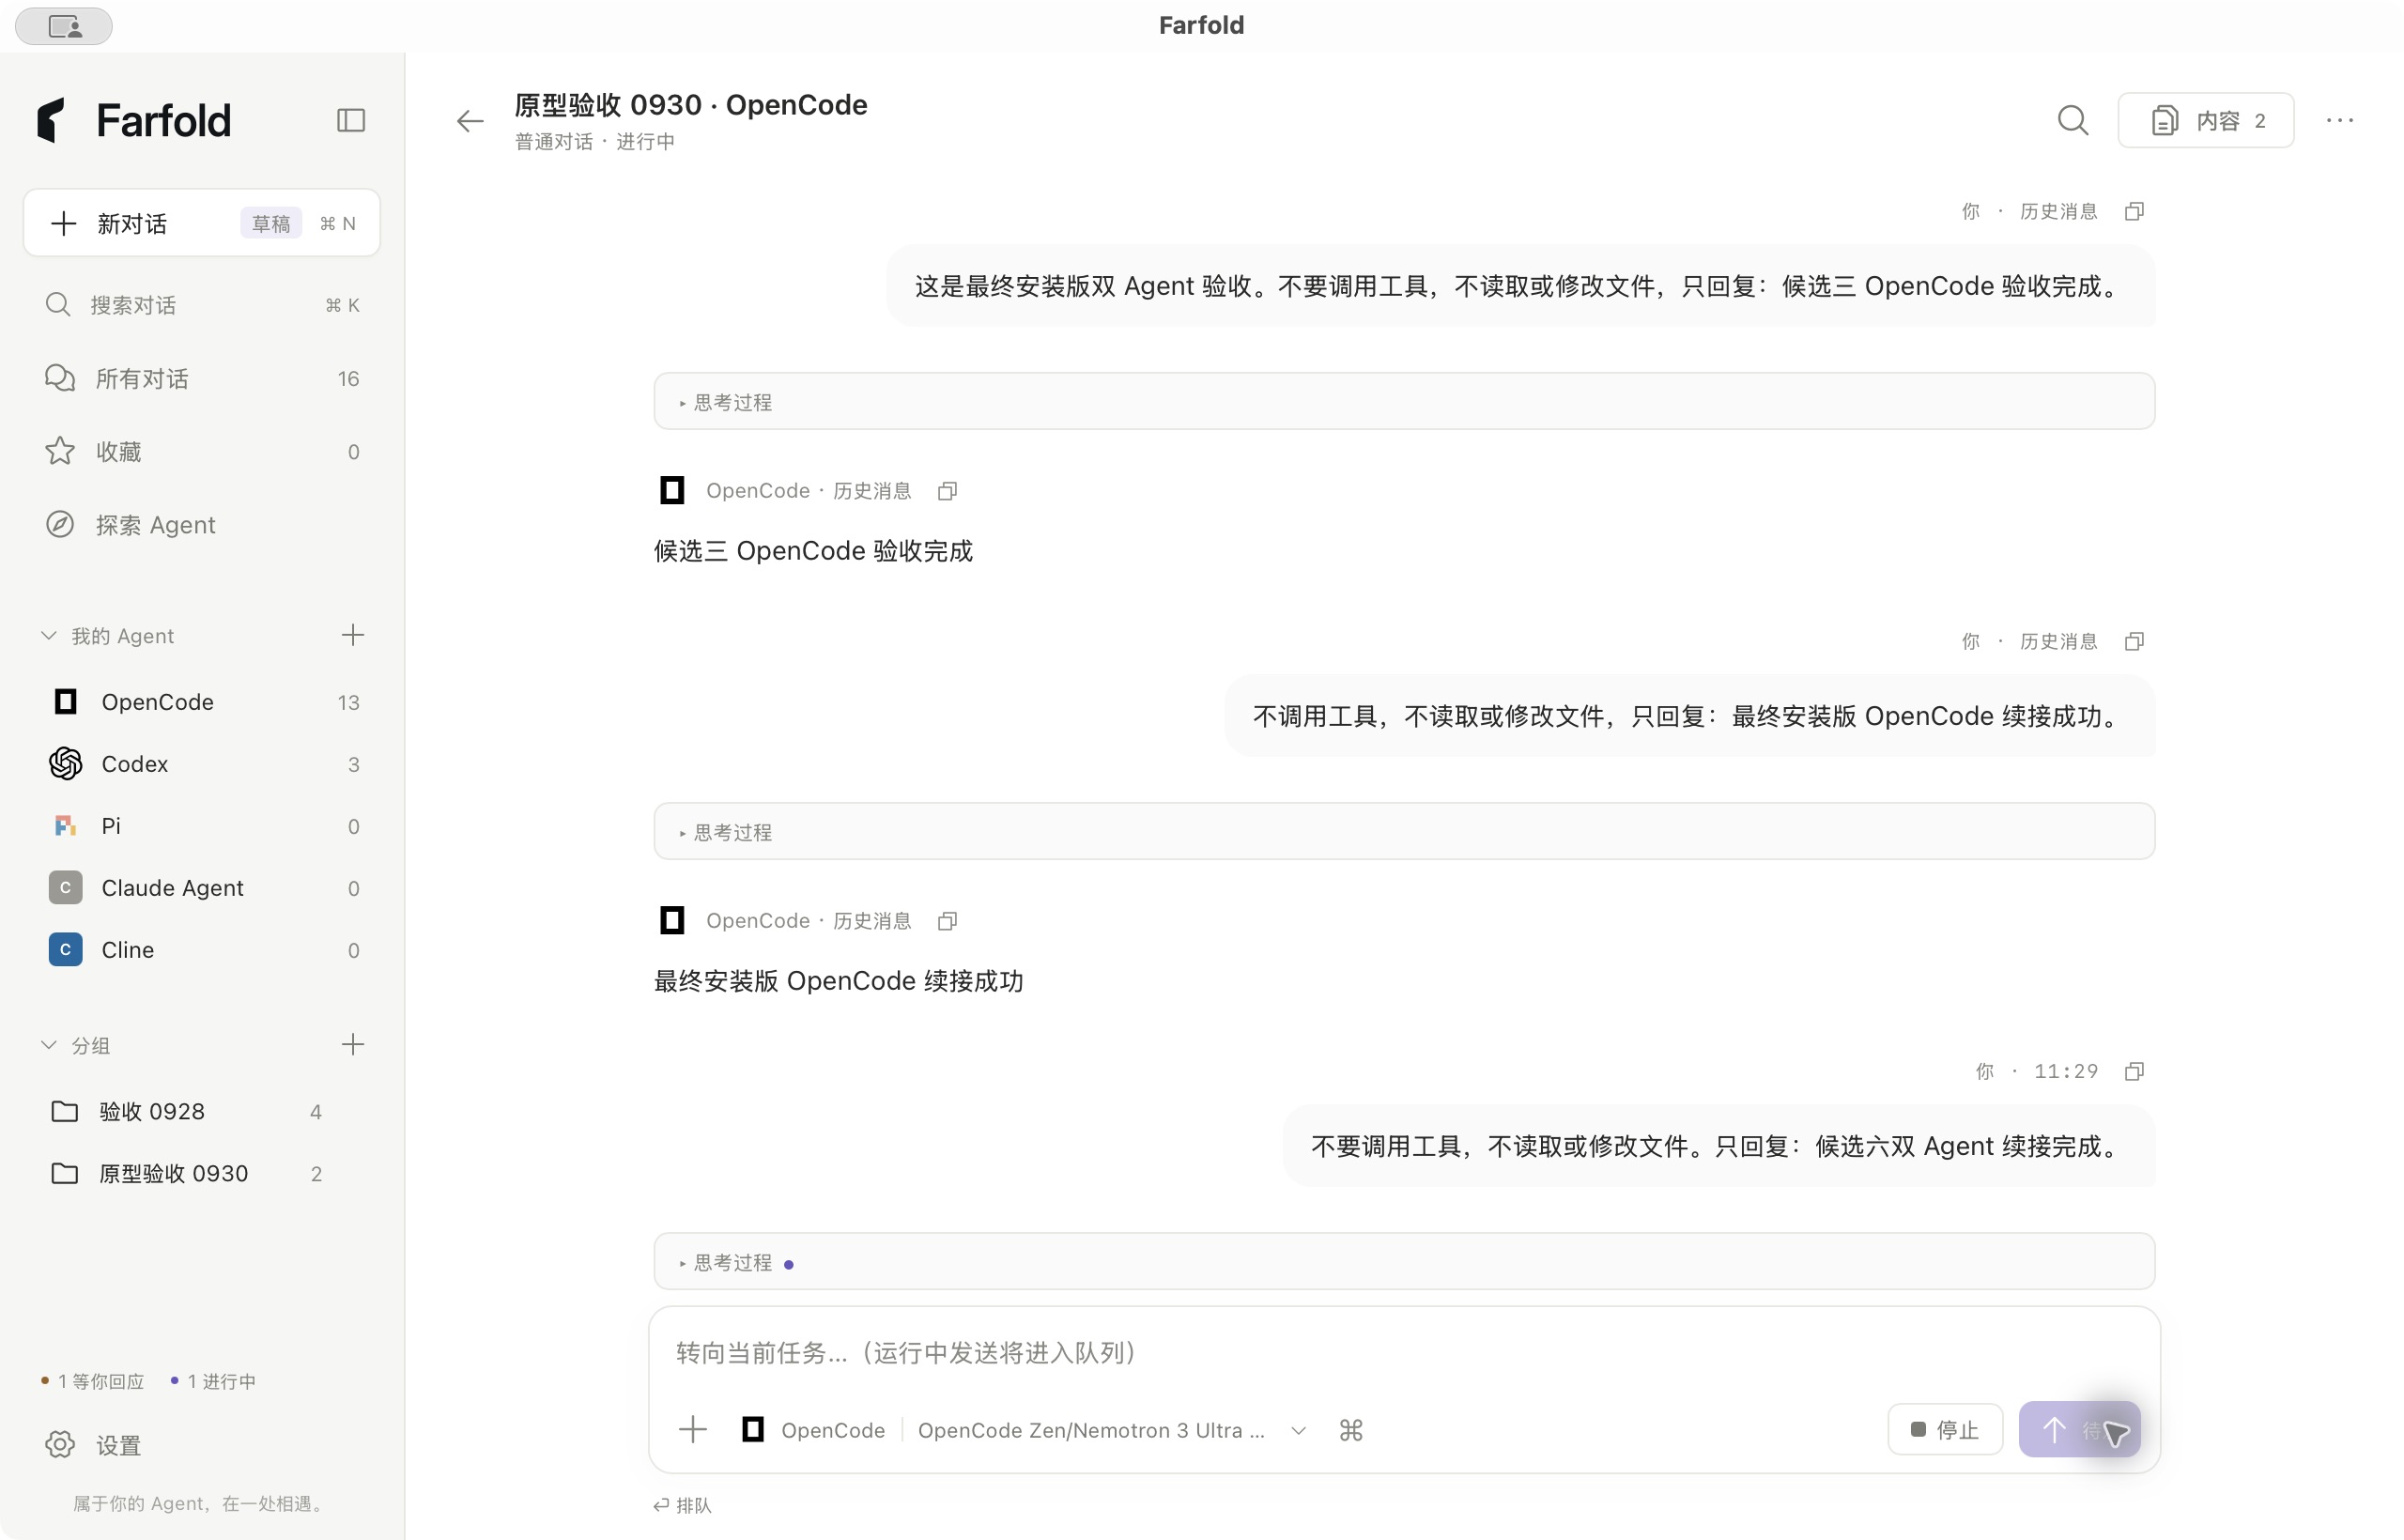 Farfold
Farfold
新对话 草稿 ⌘ N
搜索对话 ⌘ K
所有对话 16
收藏 0
探索 Agent
我的 Agent
OpenCode 13
Codex 3
Pi 0
C Claude Agent 0
C Cline 0
分组
验收 0928 4
原型验收 0930 2
1 等你回应 1 进行中
设置
属于你的 Agent，在一处相遇。
原型验收 0930 · OpenCode
普通对话 · 进行中
内容 2
你 · 历史消息
这是最终安装版双 Agent 验收。不要调用工具，不读取或修改文件，只回复：候选三 OpenCode 验收完成。
思考过程
OpenCode · 历史消息
候选三 OpenCode 验收完成
你 · 历史消息
不调用工具，不读取或修改文件，只回复：最终安装版 OpenCode 续接成功。
思考过程
OpenCode · 历史消息
最终安装版 OpenCode 续接成功
你 · 11:29
不要调用工具，不读取或修改文件。只回复：候选六双 Agent 续接完成。
思考过程
转向当前任务...（运行中发送将进入队列）
OpenCode OpenCode Zen/Nemotron 3 Ultra ... ⌘ 停止
排队